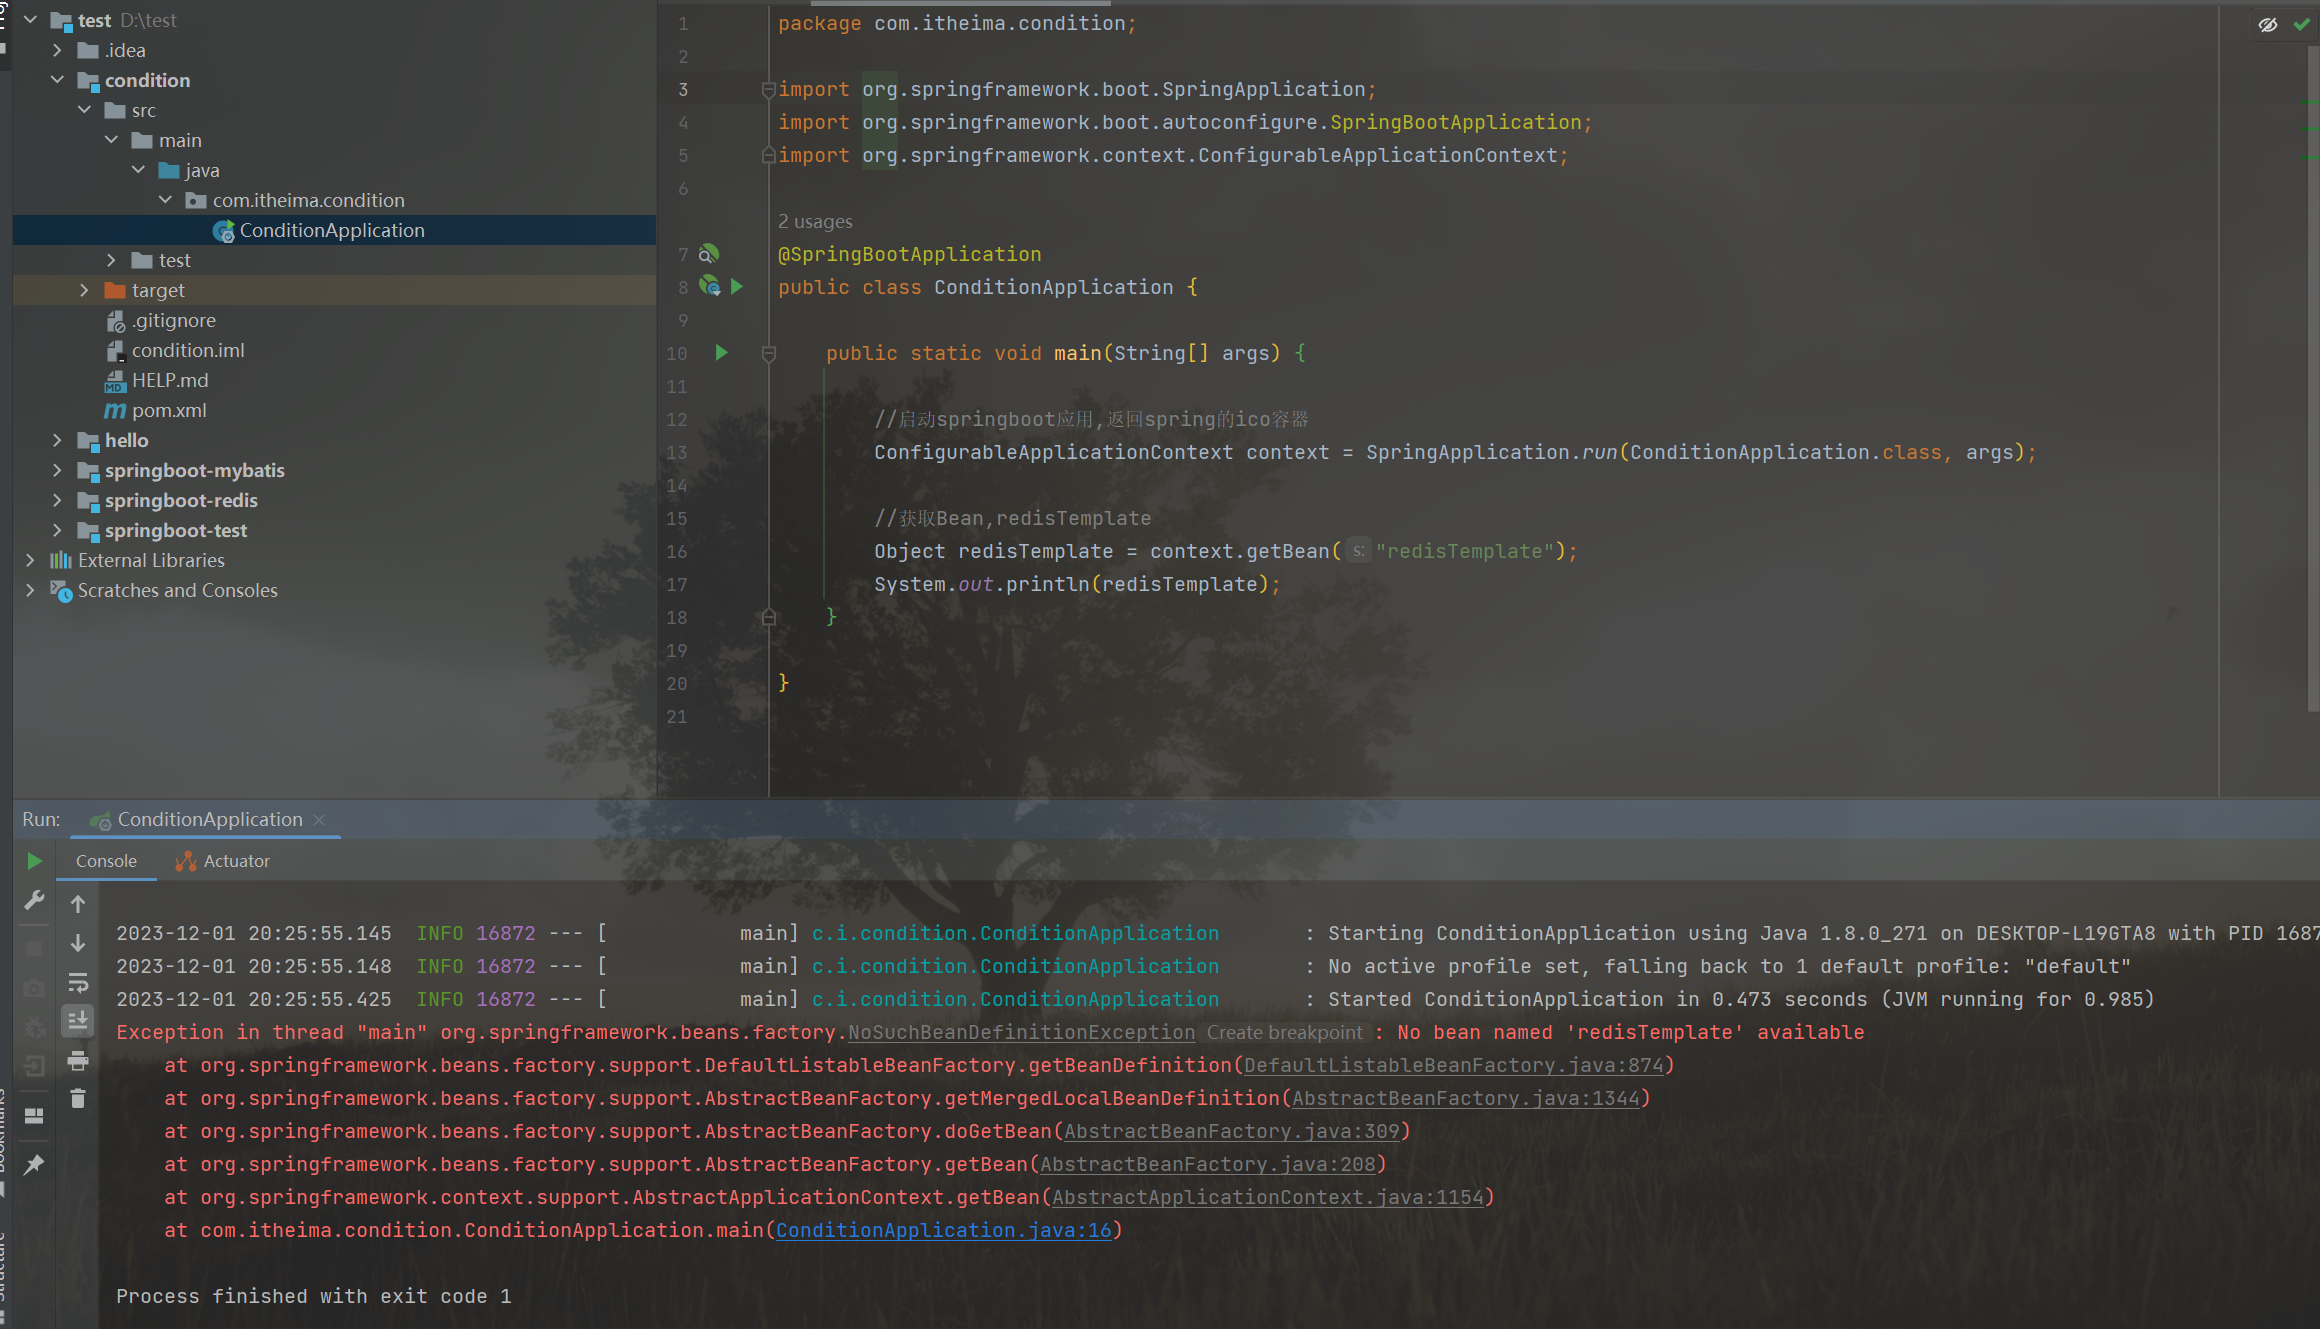 test D:\test
.idea
condition
src
main
java
com.itheima.condition
ConditionApplication
test
target
.gitignore
condition.iml
HELP.md
pom.xml
hello
springboot-mybatis
springboot-redis
springboot-test
External Libraries
Scratches and Consoles
1 package com.itheima.condition;
2
3 import org.springframework.boot.SpringApplication;
4 import org.springframework.boot.autoconfigure.SpringBootApplication;
5 import org.springframework.context.ConfigurableApplicationContext;
6
2 usages
7 @SpringBootApplication
8 public class ConditionApplication {
9
10 public static void main(String[] args) {
11
12 //启动springboot应用,返回spring的ico容器
13 ConfigurableApplicationContext context = SpringApplication.run(ConditionApplication.class, args);
14
15 //获取Bean,redisTemplate
16 Object redisTemplate = context.getBean( s: "redisTemplate");
17 System.out.println(redisTemplate);
18 }
19
20 }
21
Run: ConditionApplication
Console Actuator
2023-12-01 20:25:55.145 INFO 16872 --- [ main] c.i.condition.ConditionApplication : Starting ConditionApplication using Java 1.8.0_271 on DESKTOP-L19GTA8 with PID 1687
2023-12-01 20:25:55.148 INFO 16872 --- [ main] c.i.condition.ConditionApplication : No active profile set, falling back to 1 default profile: "default"
2023-12-01 20:25:55.425 INFO 16872 --- [ main] c.i.condition.ConditionApplication : Started ConditionApplication in 0.473 seconds (JVM running for 0.985)
Exception in thread "main" org.springframework.beans.factory.NoSuchBeanDefinitionException Create breakpoint : No bean named 'redisTemplate' available
at org.springframework.beans.factory.support.DefaultListableBeanFactory.getBeanDefinition(DefaultListableBeanFactory.java:874)
at org.springframework.beans.factory.support.AbstractBeanFactory.getMergedLocalBeanDefinition(AbstractBeanFactory.java:1344)
at org.springframework.beans.factory.support.AbstractBeanFactory.doGetBean(AbstractBeanFactory.java:309)
at org.springframework.beans.factory.support.AbstractBeanFactory.getBean(AbstractBeanFactory.java:208)
at org.springframework.context.support.AbstractApplicationContext.getBean(AbstractApplicationContext.java:1154)
at com.itheima.condition.ConditionApplication.main(ConditionApplication.java:16)
Process finished with exit code 1